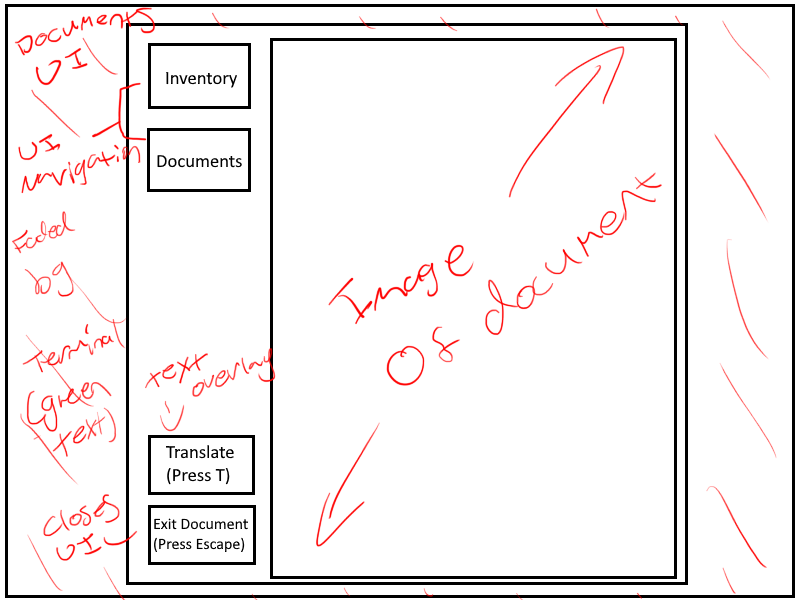 Documents
UI
Inventory
UI
Navigation
Documents
Faded
bg
Image
Of document
Terminal
(green
text)
text
overlay
Translate
(Press T)
closes
UI
Exit Document
(Press Escape)